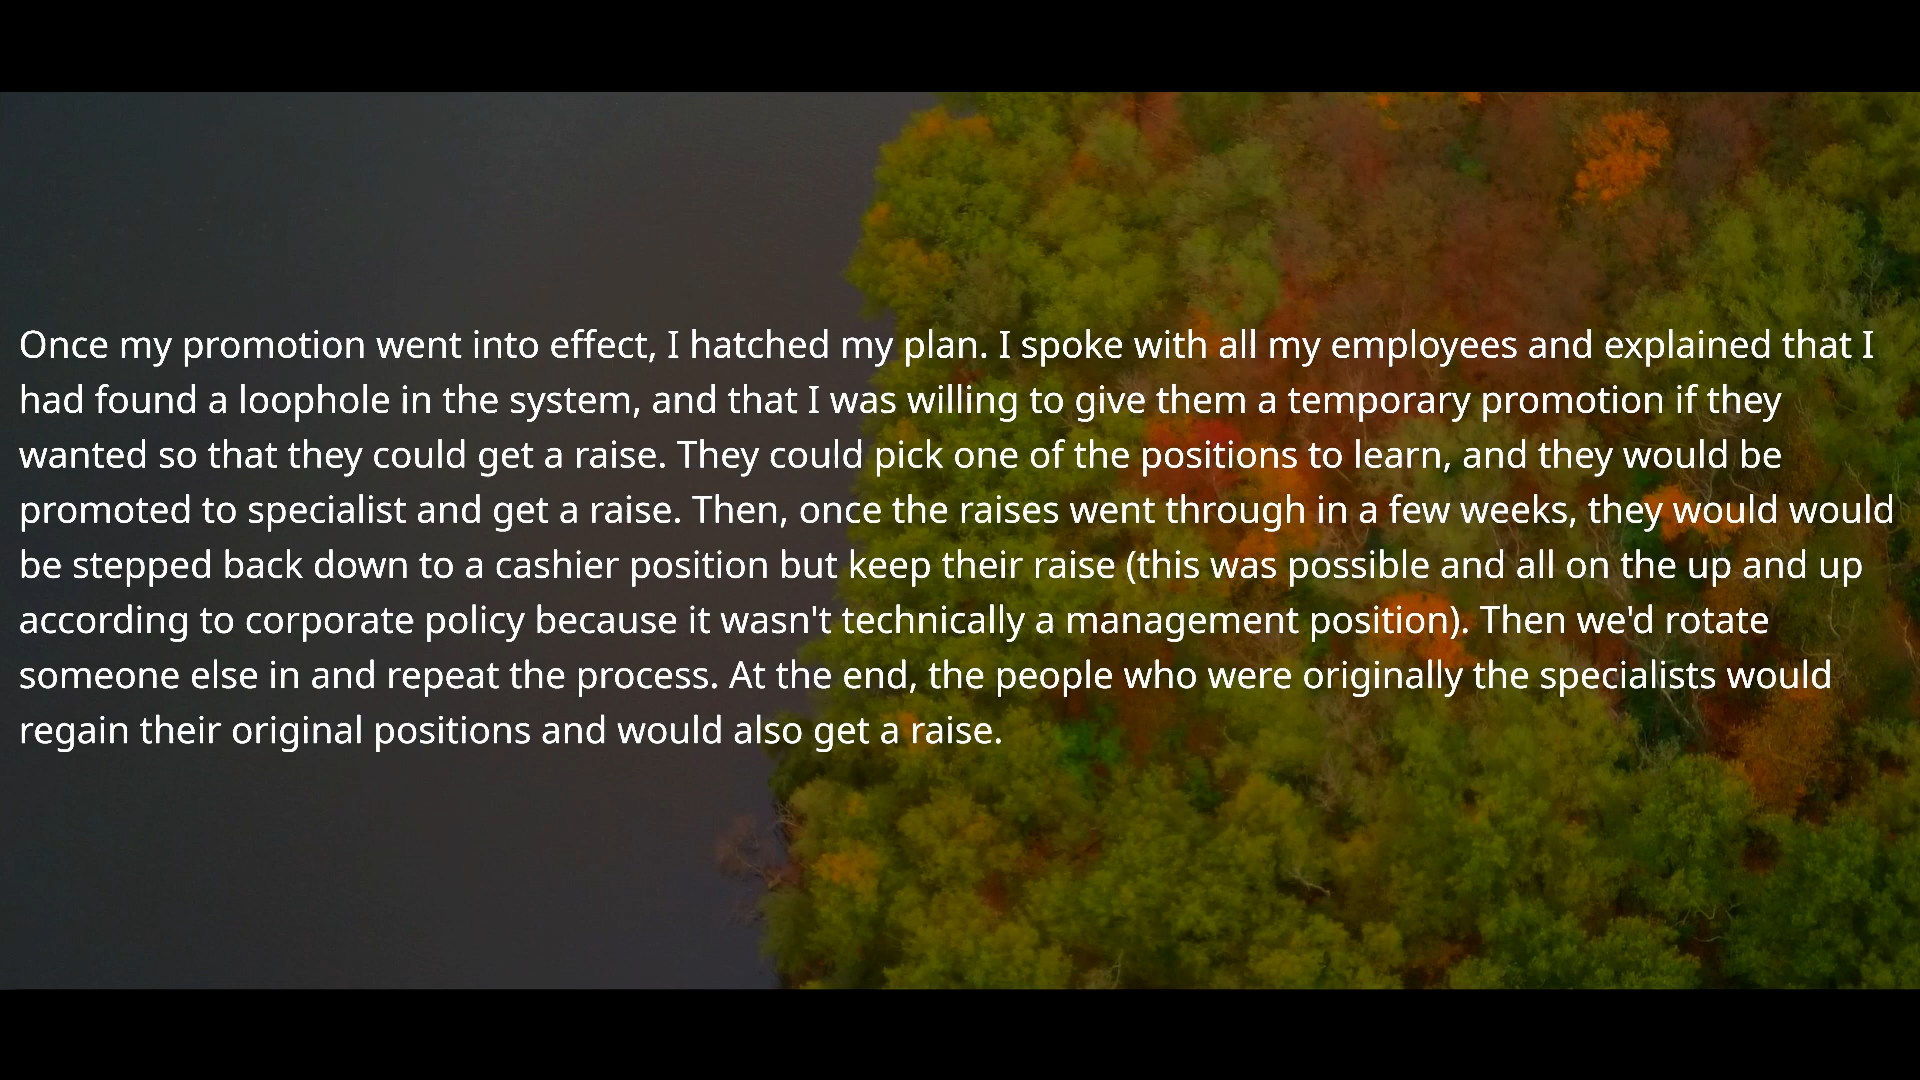 Once my promotion went into effect, I hatched my plan. I spoke with all my employees and explained that I
had found a loophole in the system, and that I was willing to give them a temporary promotion if they
wanted so that they could get a raise. They could pick one of the positions to learn, and they would be
promoted to specialist and get a raise. Then, once the raises went through in a few weeks, they would would
be stepped back down to a cashier position but keep their raise (this was possible and all on the up and up
according to corporate policy because it wasn't technically a management position). Then we'd rotate
someone else in and repeat the process. At the end, the people who were originally the specialists would
regain their original positions and would also get a raise.